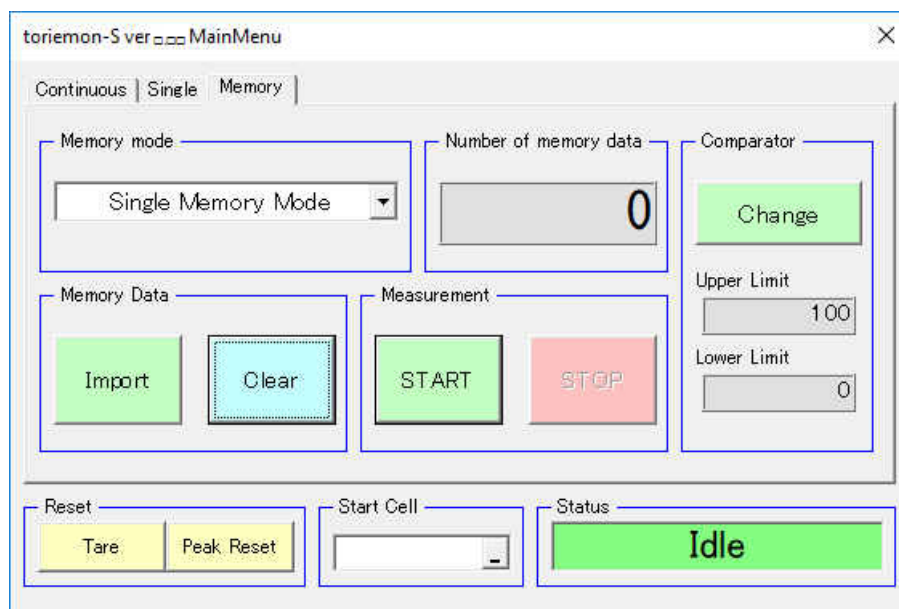 toriemon-S ver □.□□ MainMenu
Continuous Single Memory
Memory mode
Single Memory Mode
Number of memory data
0
Comparator
Change
Upper Limit
100
Lower Limit
0
Memory Data
Import Clear
Measurement
START STOP
Reset
Tare Peak Reset
Start Cell
Status
Idle